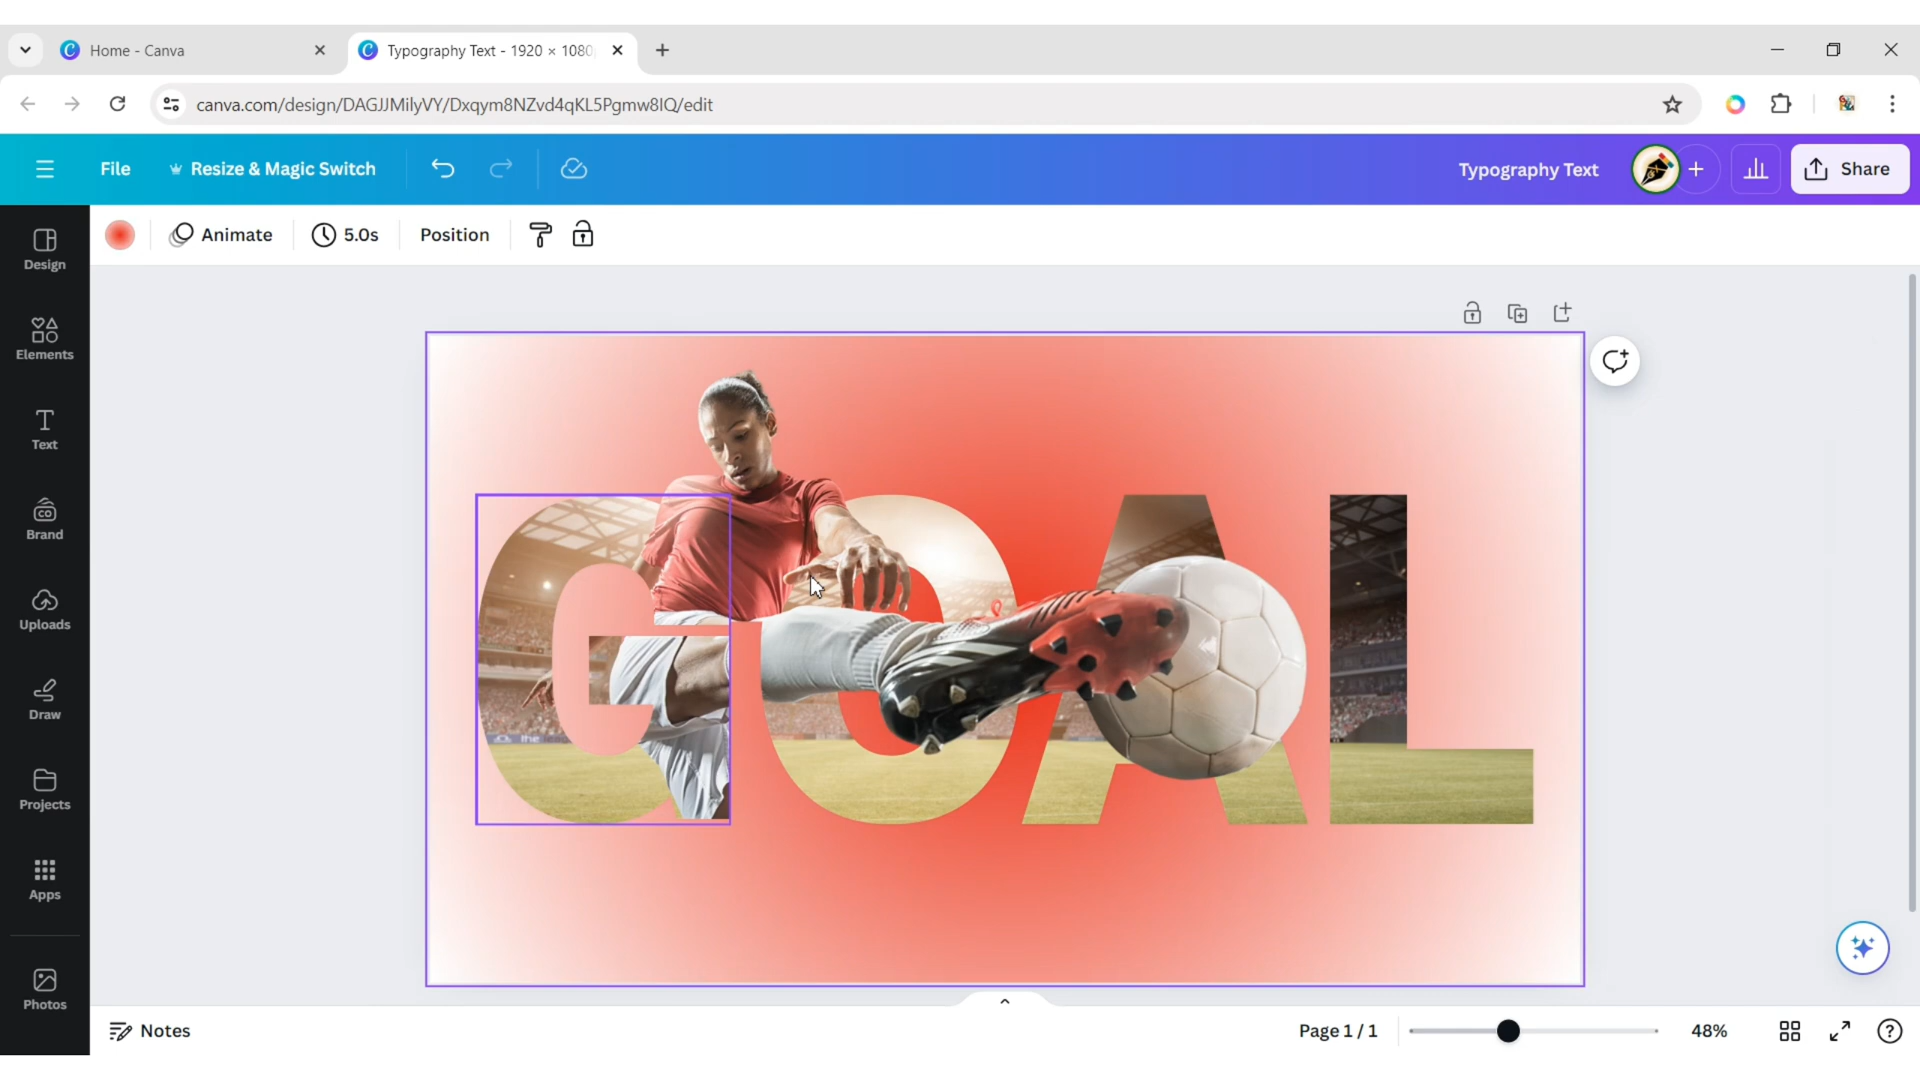 Home - Canva
Typography Text - 1920 × 1080
canva.com/design/DAGJJMilyVY/Dxqym8NZvd4qKL5Pgmw8IQ/edit
File
Resize & Magic Switch
Typography Text
Share
Animate
5.0s
Position
Design
Elements
Text
Brand
Uploads
Draw
Projects
Apps
Photos
GOAL
Notes
Page 1 / 1
48%